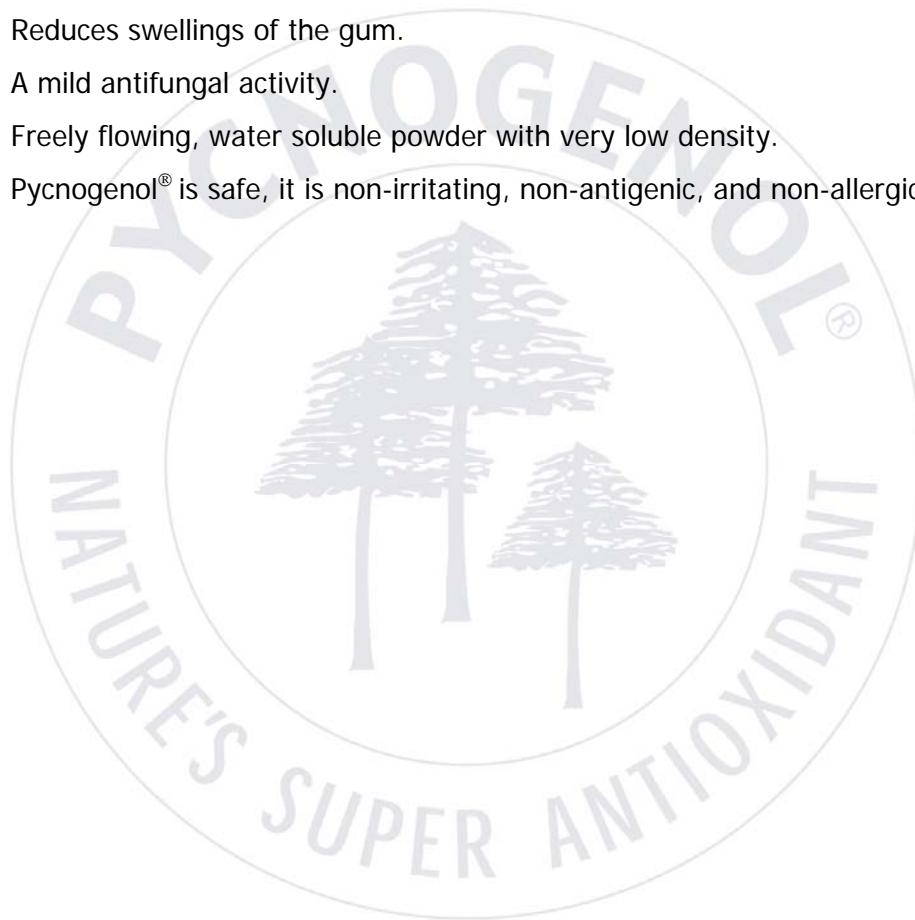 Reduces swellings of the gum.
A mild antifungal activity.
Freely flowing, water soluble powder with very low density.
Pycnogenol® is safe, it is non-irritating, non-antigenic, and non-allergic
PYCNOGENOL®
NATURE'S SUPER ANTIOXIDANT